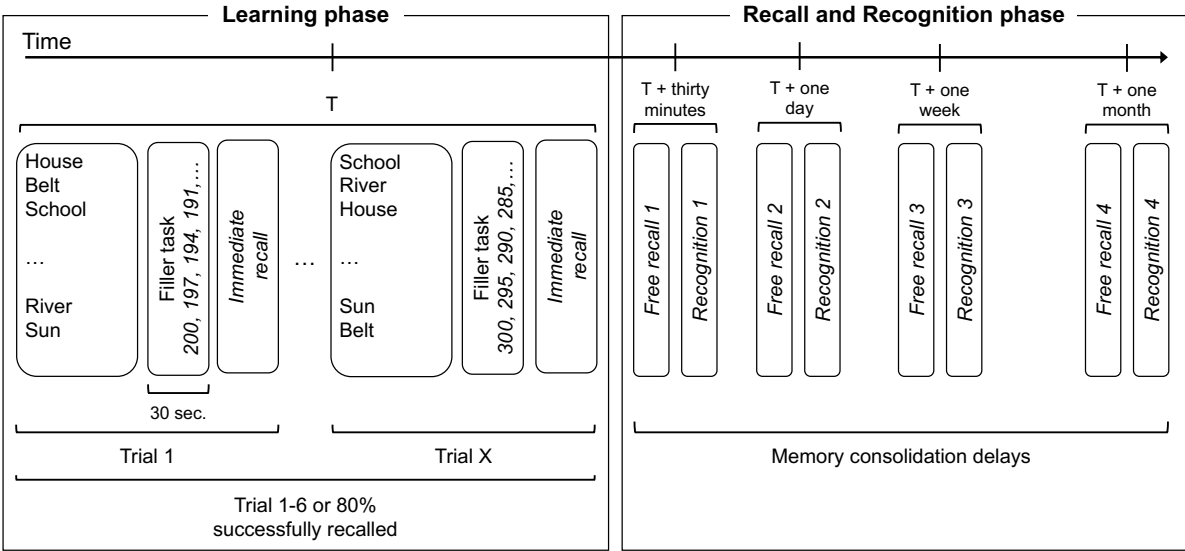 Learning phase
Recall and Recognition phase
Time
T
T + thirty
minutes
T + one
day
T + one
week
T + one
month
House
Belt
School
…
River
Sun
Filler task
200, 197, 194, 191,…
Immediate
recall
…
School
River
House
…
Sun
Belt
Filler task
300, 295, 290, 285,…
Immediate
recall
Free recall 1
Recognition 1
Free recall 2
Recognition 2
Free recall 3
Recognition 3
Free recall 4
Recognition 4
30 sec.
Trial 1
Trial X
Memory consolidation delays
Trial 1-6 or 80%
successfully recalled